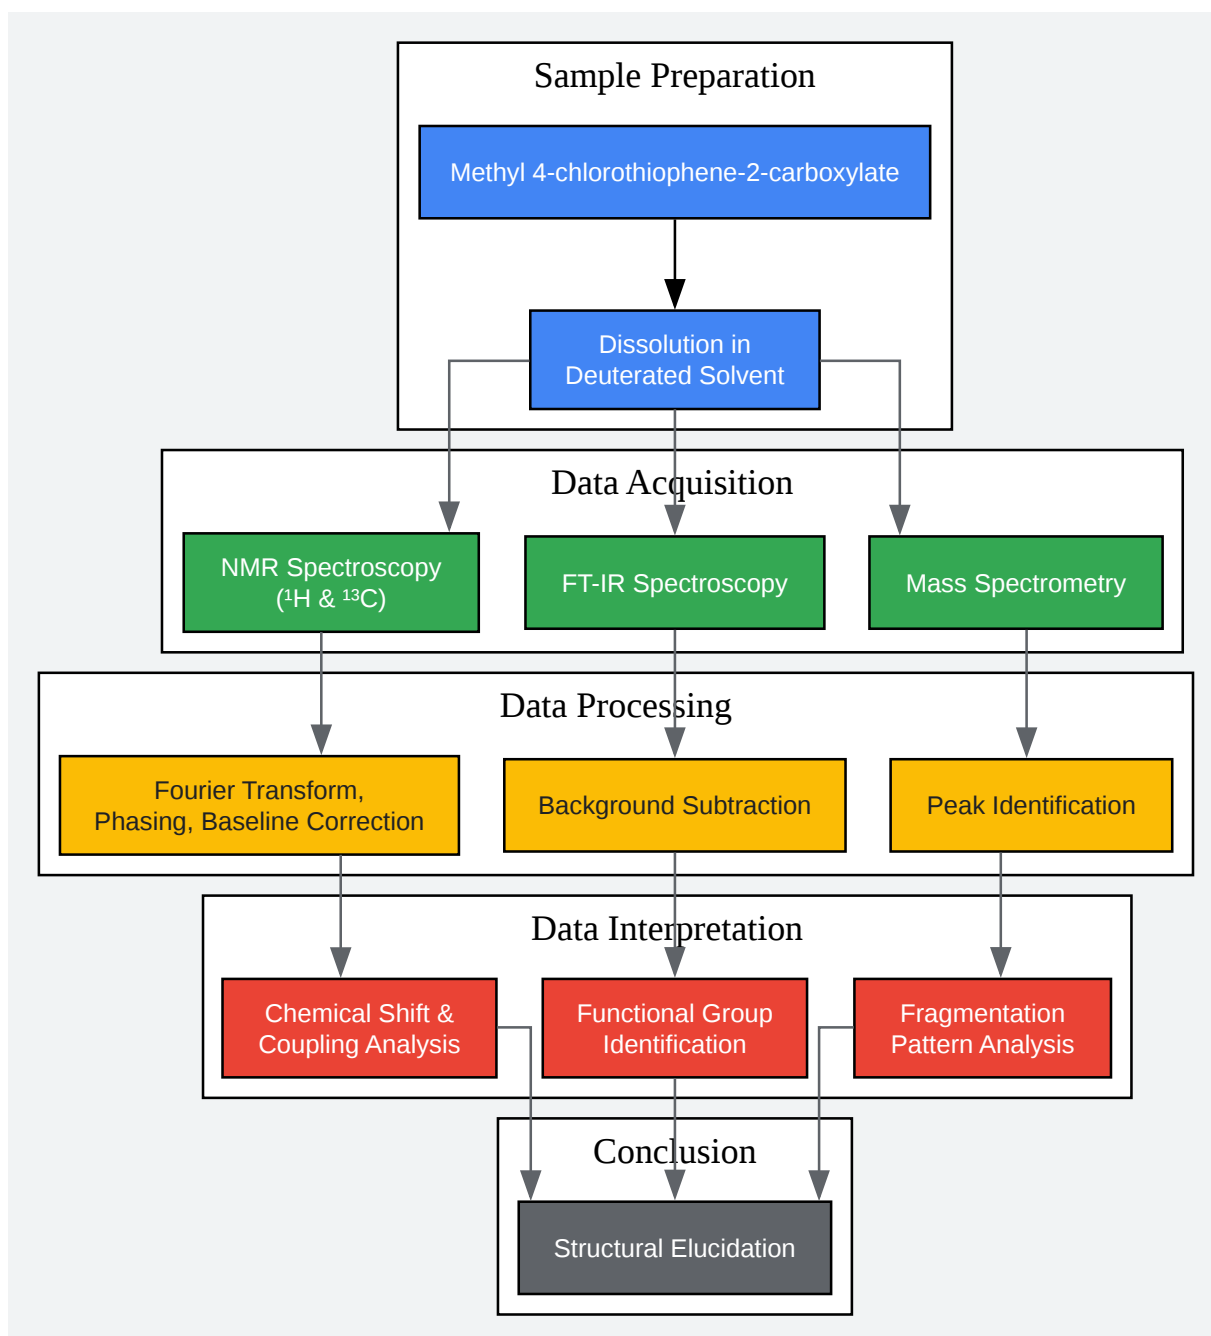 Sample Preparation
Methyl 4-chlorothiophene-2-carboxylate
Dissolution in
Deuterated Solvent
Data Acquisition
NMR Spectroscopy
(¹H & ¹³C)
FT-IR Spectroscopy
Mass Spectrometry
Data Processing
Fourier Transform,
Phasing, Baseline Correction
Background Subtraction
Peak Identification
Data Interpretation
Chemical Shift &
Coupling Analysis
Functional Group
Identification
Fragmentation
Pattern Analysis
Conclusion
Structural Elucidation